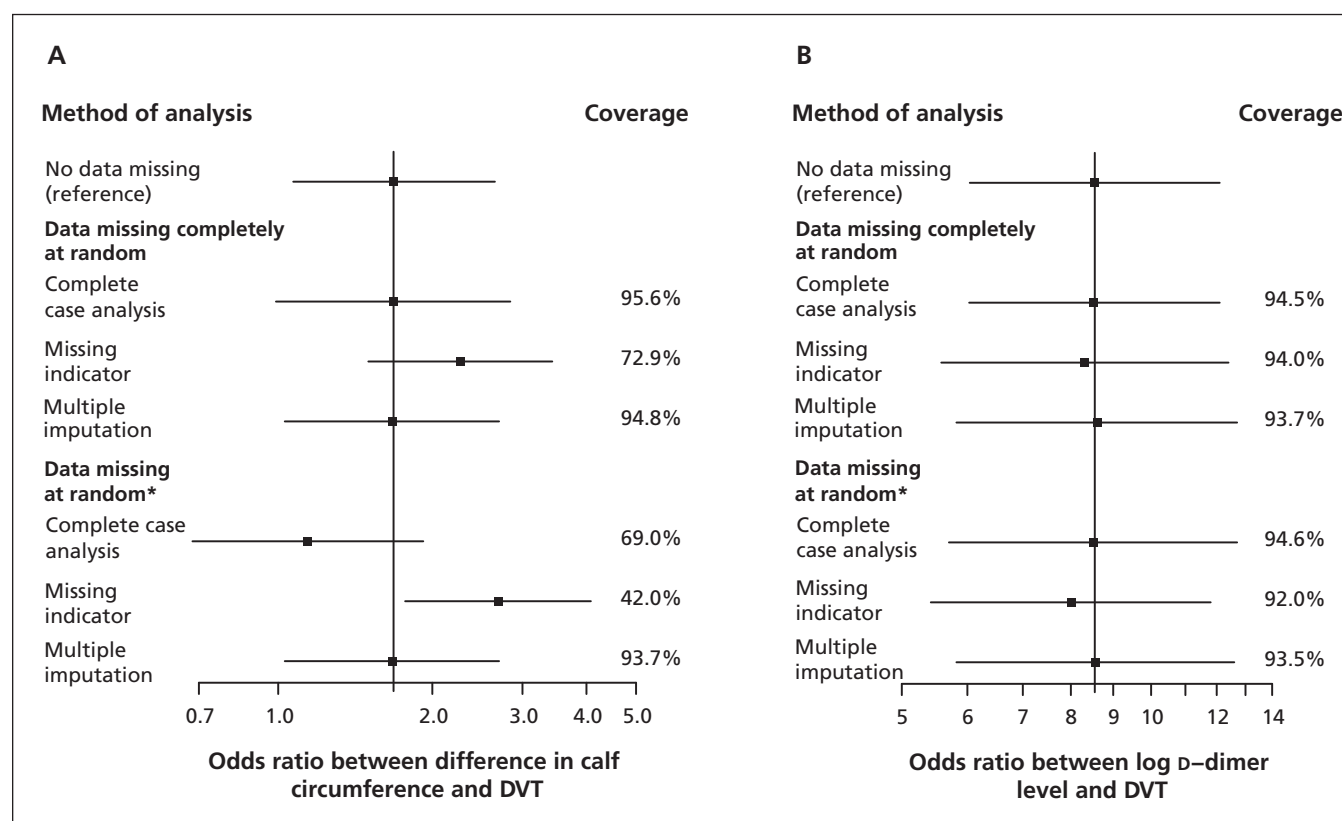 A
Method of analysis Coverage
No data missing
(reference)
Data missing completely
at random
Complete
case analysis 95.6%
Missing
indicator 72.9%
Multiple
imputation 94.8%
Data missing
at random*
Complete case
analysis 69.0%
Missing
indicator 42.0%
Multiple
imputation 93.7%
0.7 1.0 2.0 3.0 4.0 5.0
Odds ratio between difference in calf
circumference and DVT
B
Method of analysis Coverage
No data missing
(reference)
Data missing completely
at random
Complete
case analysis 94.5%
Missing
indicator 94.0%
Multiple
imputation 93.7%
Data missing
at random*
Complete
case analysis 94.6%
Missing
indicator 92.0%
Multiple
imputation 93.5%
5 6 7 8 9 10 12 14
Odds ratio between log D–dimer
level and DVT